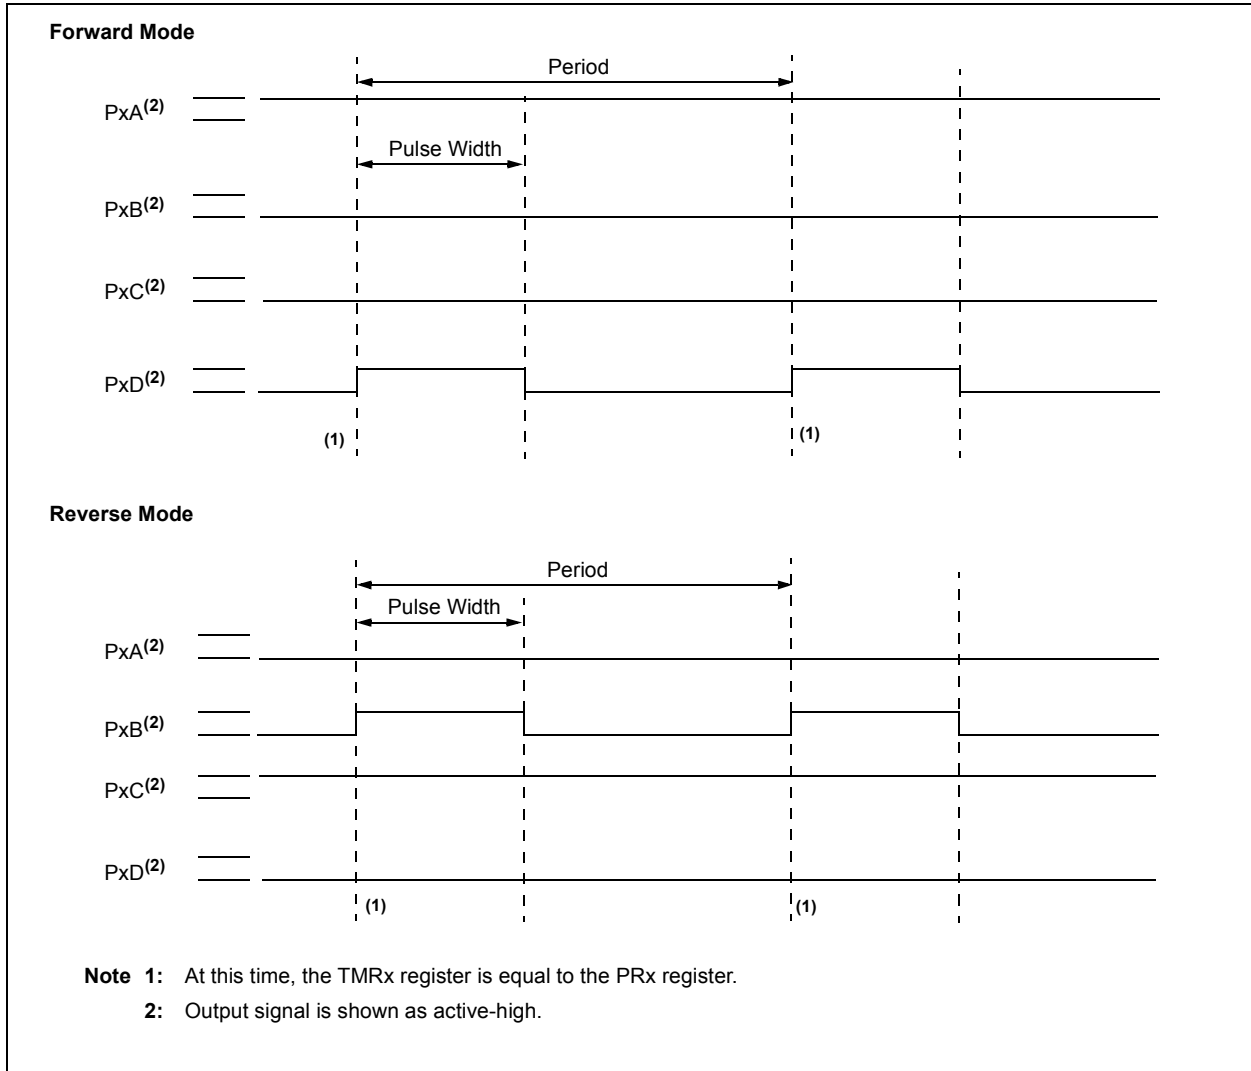 Forward Mode
Period
PxA(2)
Pulse Width
PxB(2)
PxC(2)
PxD(2)
(1) (1)
Reverse Mode
Period
Pulse Width
PxA(2)
PxB(2)
PxC(2)
PxD(2)
(1) (1)
Note 1: At this time, the TMRx register is equal to the PRx register.
2: Output signal is shown as active-high.